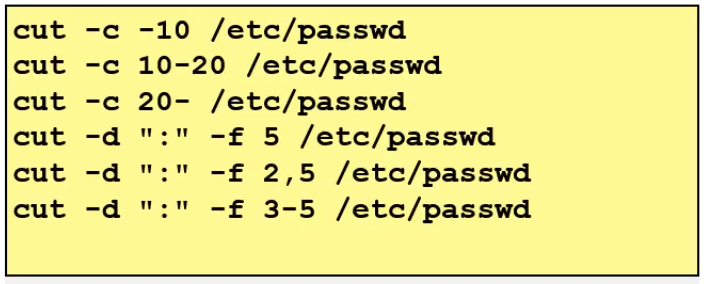 cut -c -10 /etc/passwd
cut -c 10-20 /etc/passwd
cut -c 20- /etc/passwd
cut -d ":" -f 5 /etc/passwd
cut -d ":" -f 2,5 /etc/passwd
cut -d ":" -f 3-5 /etc/passwd